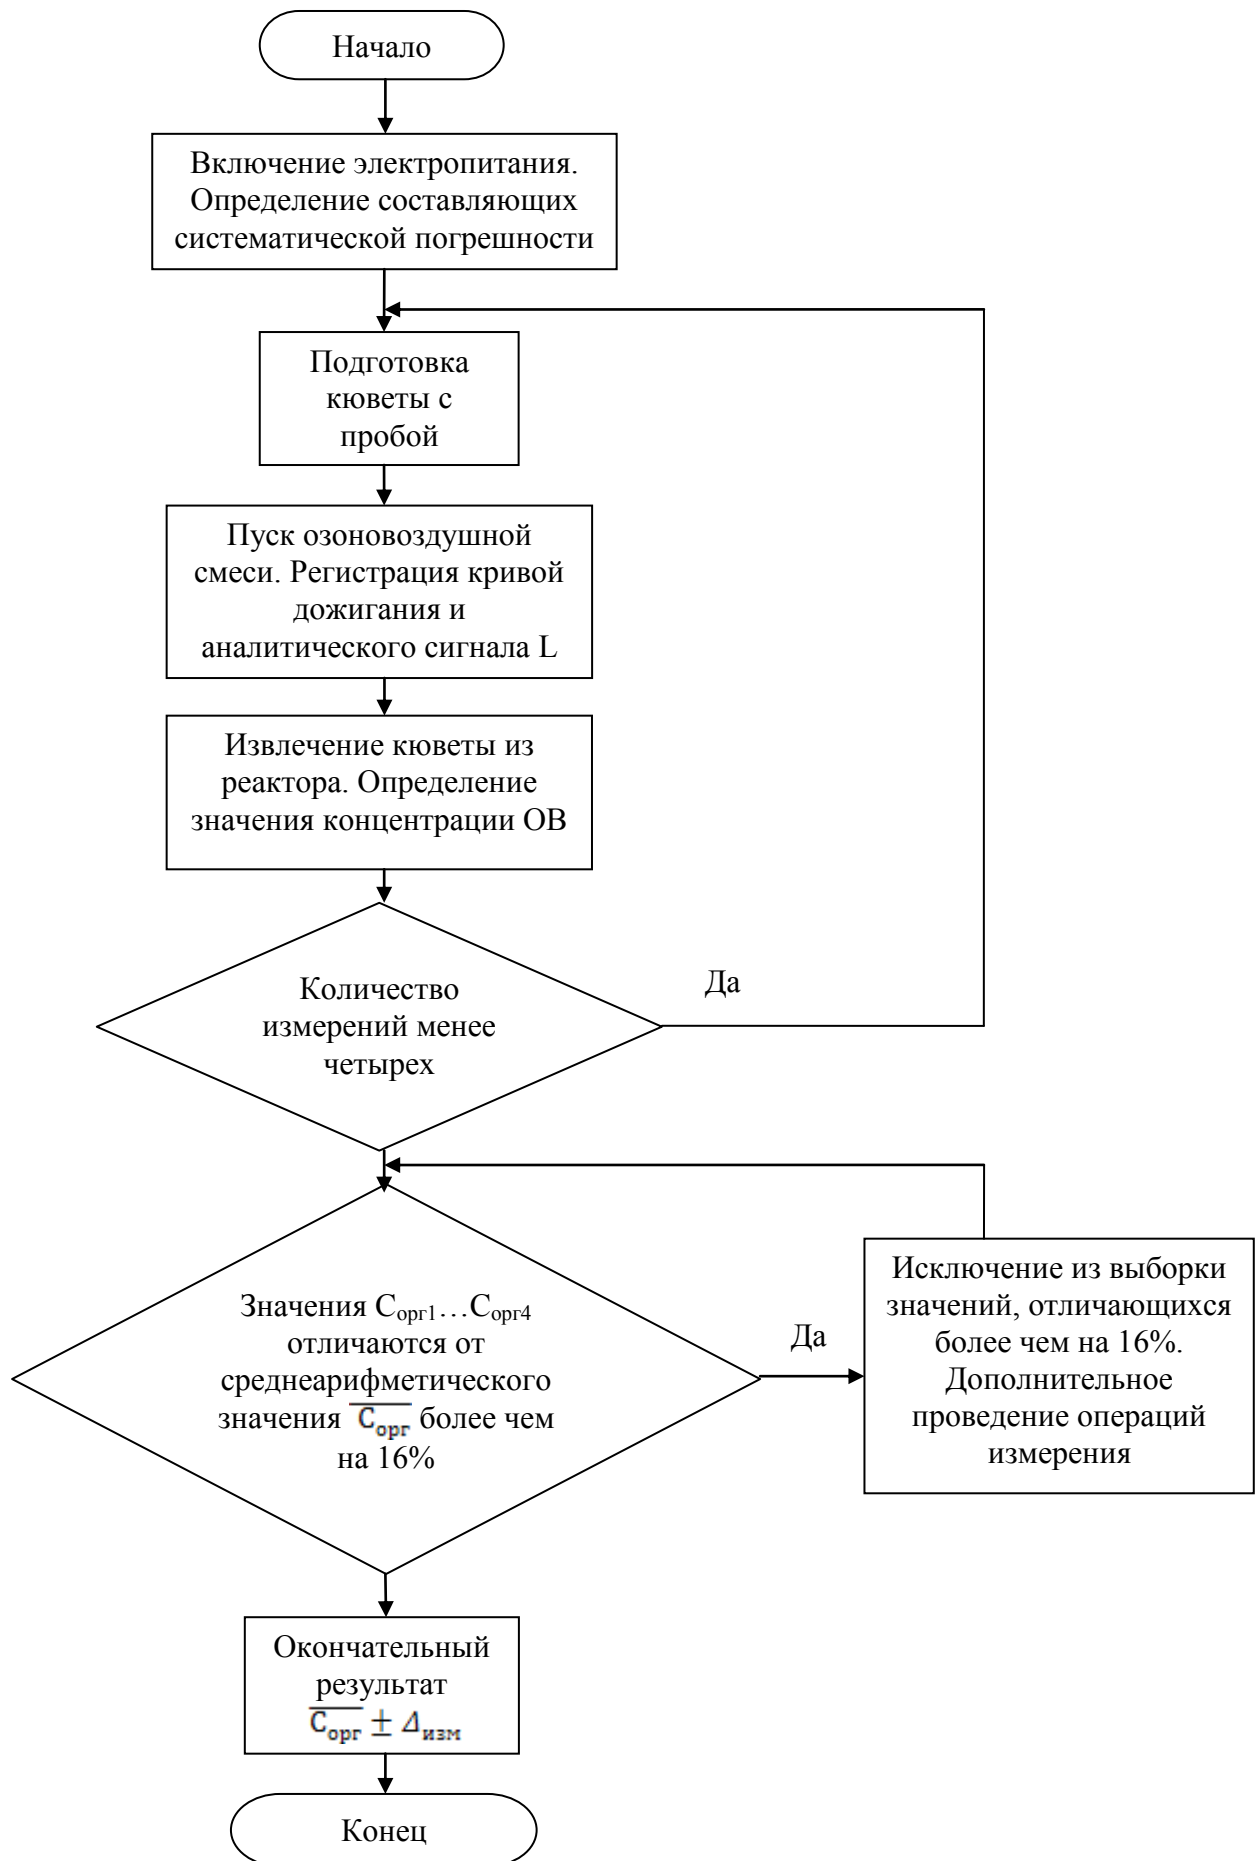 Начало
Включение электропитания.
Определение составляющих
систематической погрешности
Подготовка
кюветы с
пробой
Пуск озоновоздушной
смеси. Регистрация кривой
дожигания и
аналитического сигнала L
Извлечение кюветы из
реактора. Определение
значения концентрации ОВ
Количество
измерений менее
четырех
Да
Значения Cорг1…Cорг4
отличаются от
среднеарифметического
значения C̅орг более чем
на 16%
Да
Исключение из выборки
значений, отличающихся
более чем на 16%.
Дополнительное
проведение операций
измерения
Окончательный
результат
C̅орг ± Δизм
Конец